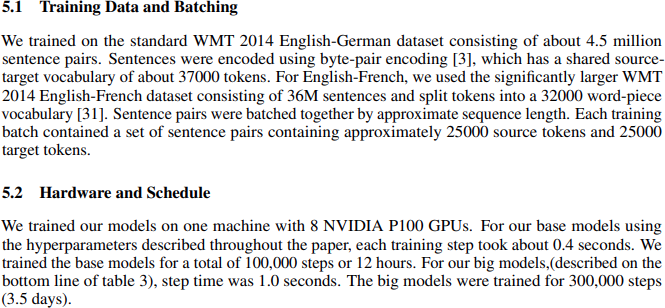 5.1 Training Data and Batching
We trained on the standard WMT 2014 English-German dataset consisting of about 4.5 million
sentence pairs. Sentences were encoded using byte-pair encoding [3], which has a shared source-
target vocabulary of about 37000 tokens. For English-French, we used the significantly larger WMT
2014 English-French dataset consisting of 36M sentences and split tokens into a 32000 word-piece
vocabulary [31]. Sentence pairs were batched together by approximate sequence length. Each training
batch contained a set of sentence pairs containing approximately 25000 source tokens and 25000
target tokens.
5.2 Hardware and Schedule
We trained our models on one machine with 8 NVIDIA P100 GPUs. For our base models using
the hyperparameters described throughout the paper, each training step took about 0.4 seconds. We
trained the base models for a total of 100,000 steps or 12 hours. For our big models,(described on the
bottom line of table 3), step time was 1.0 seconds. The big models were trained for 300,000 steps
(3.5 days).